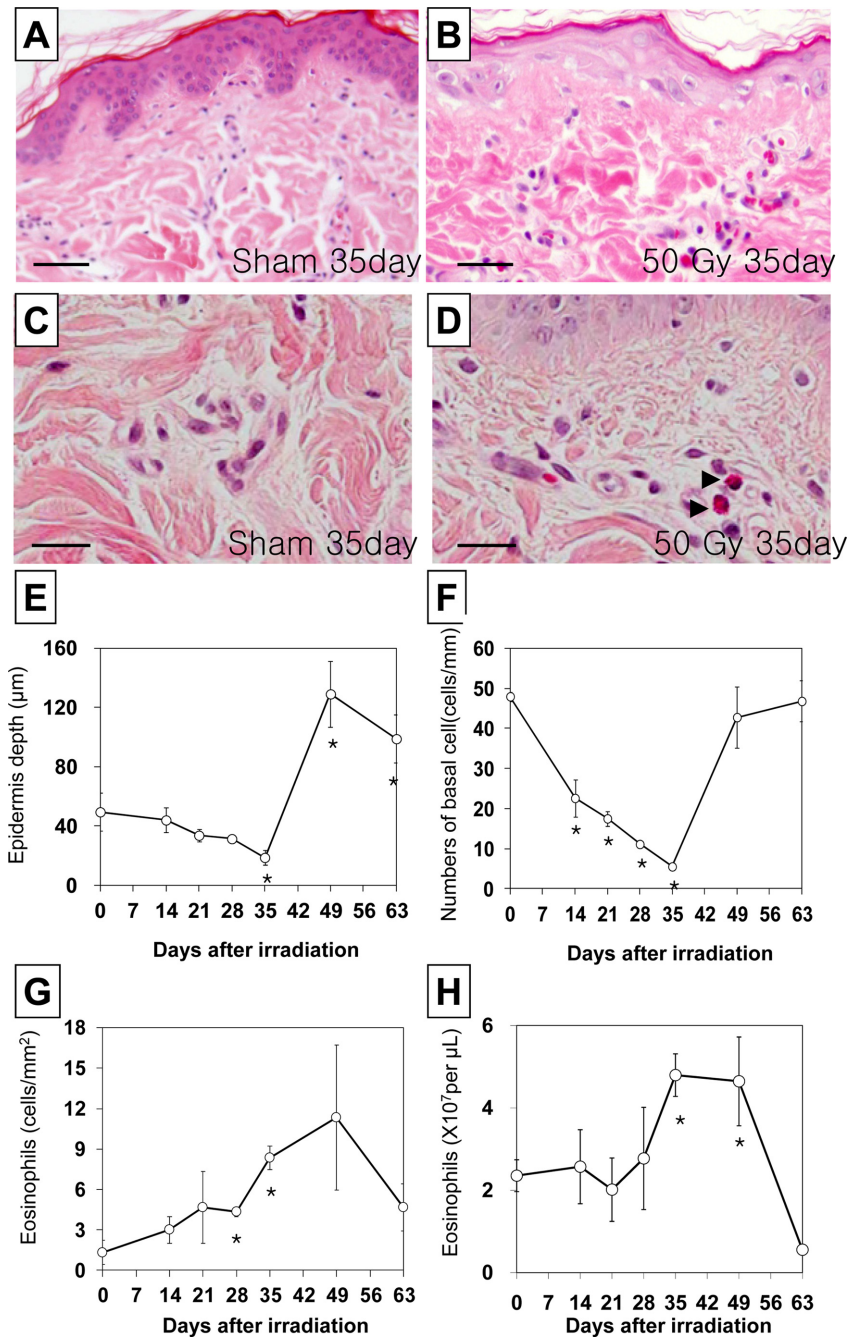 A
B
Sham 35day
50 Gy 35day
C
D
Sham 35day
50 Gy 35day
E
F
Epidermis depth (µm)
160
120
80
40
0
*
*
*
0 7 14 21 28 35 42 49 56 63
Days after irradiation
Numbers of basal cell(cells/mm)
60
50
40
30
20
10
0
*
*
*
*
0 7 14 21 28 35 42 49 56 63
Days after irradiation
G
H
Eosinophils (cells/mm²)
18
15
12
9
6
3
0
*
*
0 7 14 21 28 35 42 49 56 63
Days after irradiation
Eosinophils (X10⁷per µL)
6
4
2
0
*
*
0 7 14 21 28 35 42 49 56 63
Days after irradiation